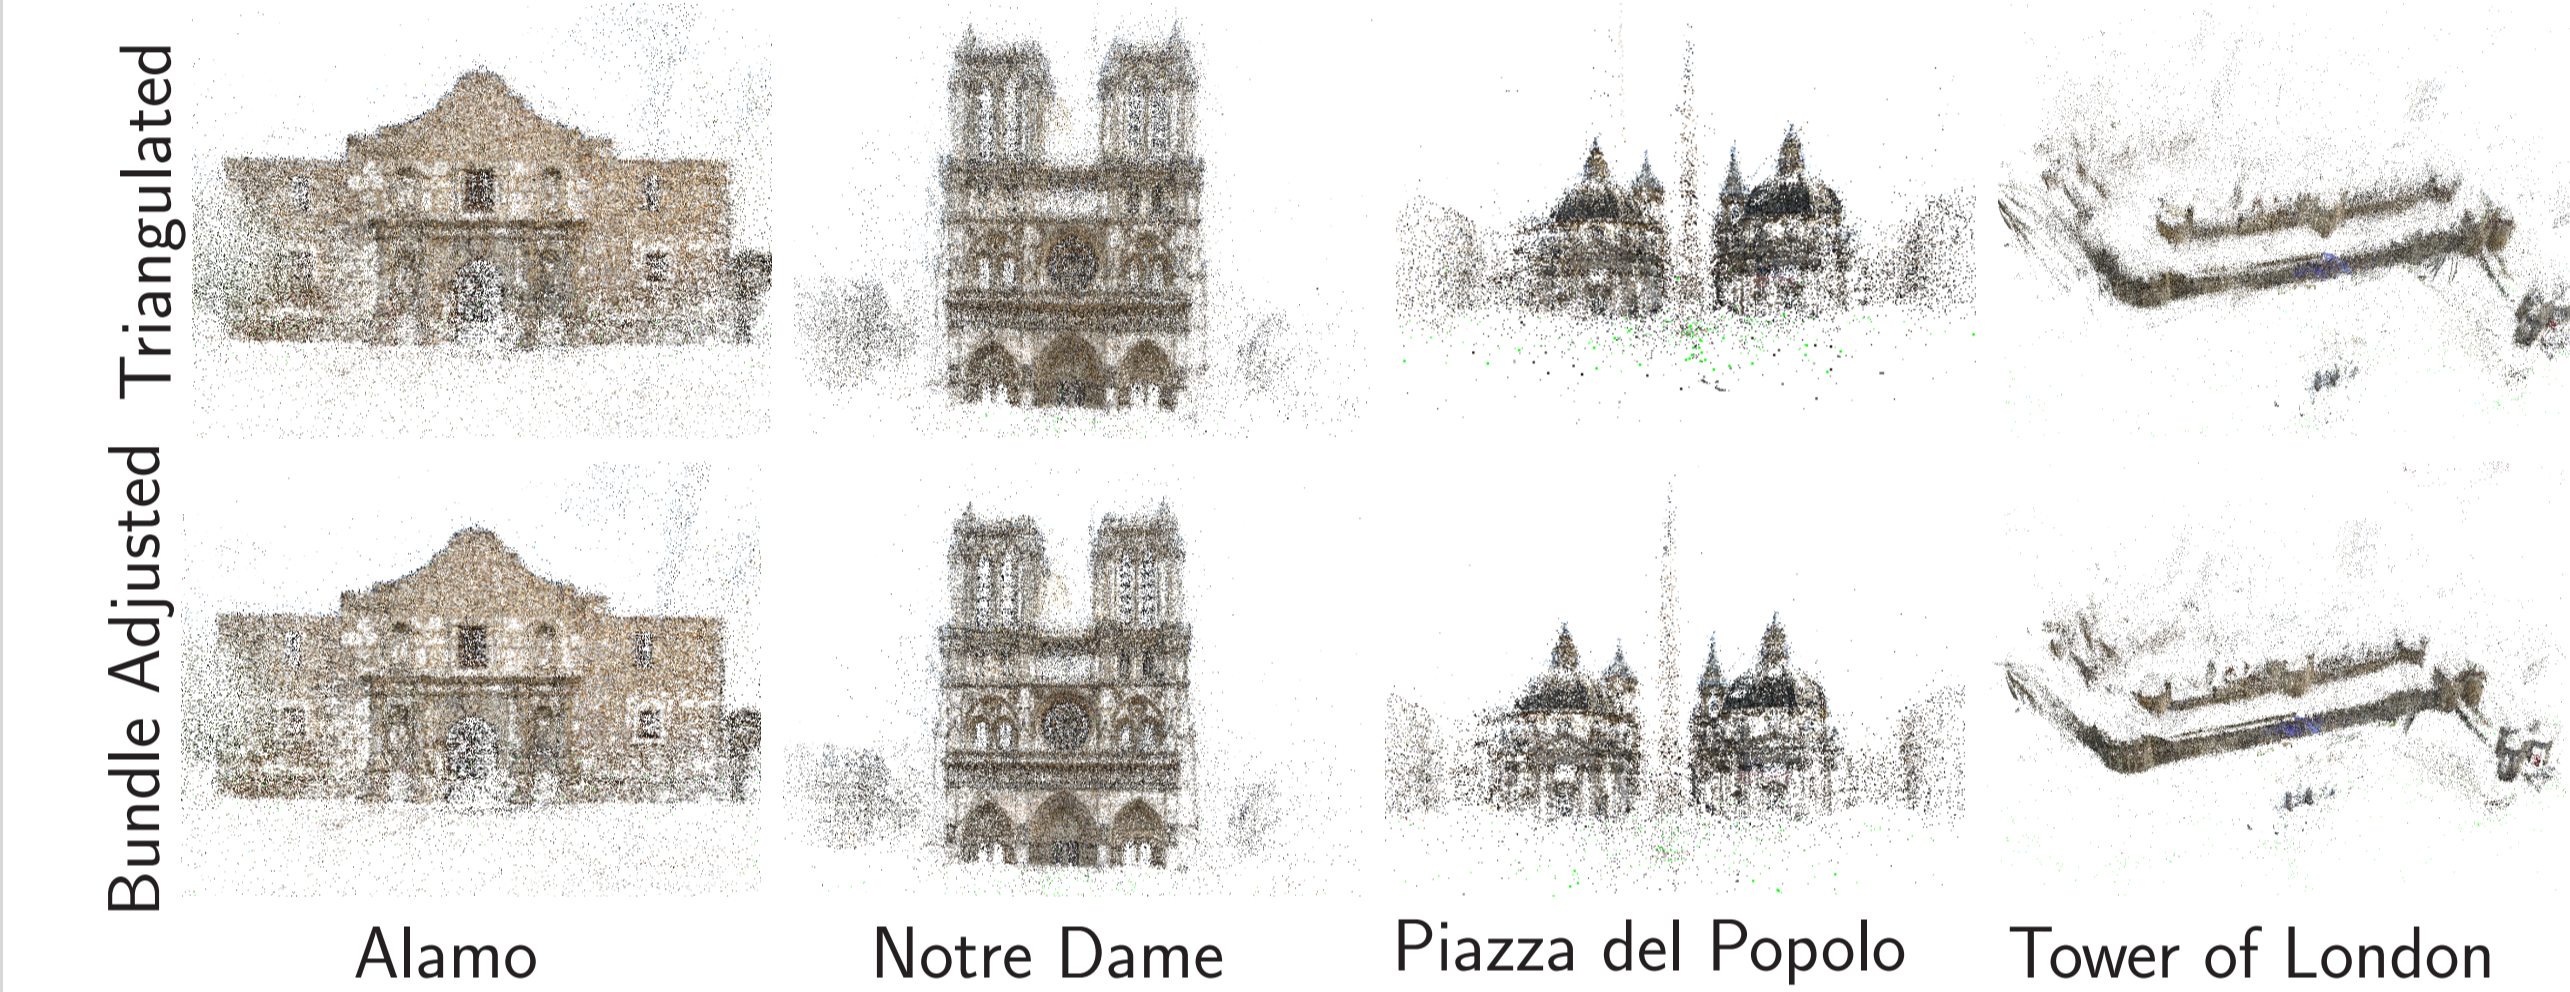 Triangulated
Bundle Adjusted
Alamo
Notre Dame
Piazza del Popolo
Tower of London